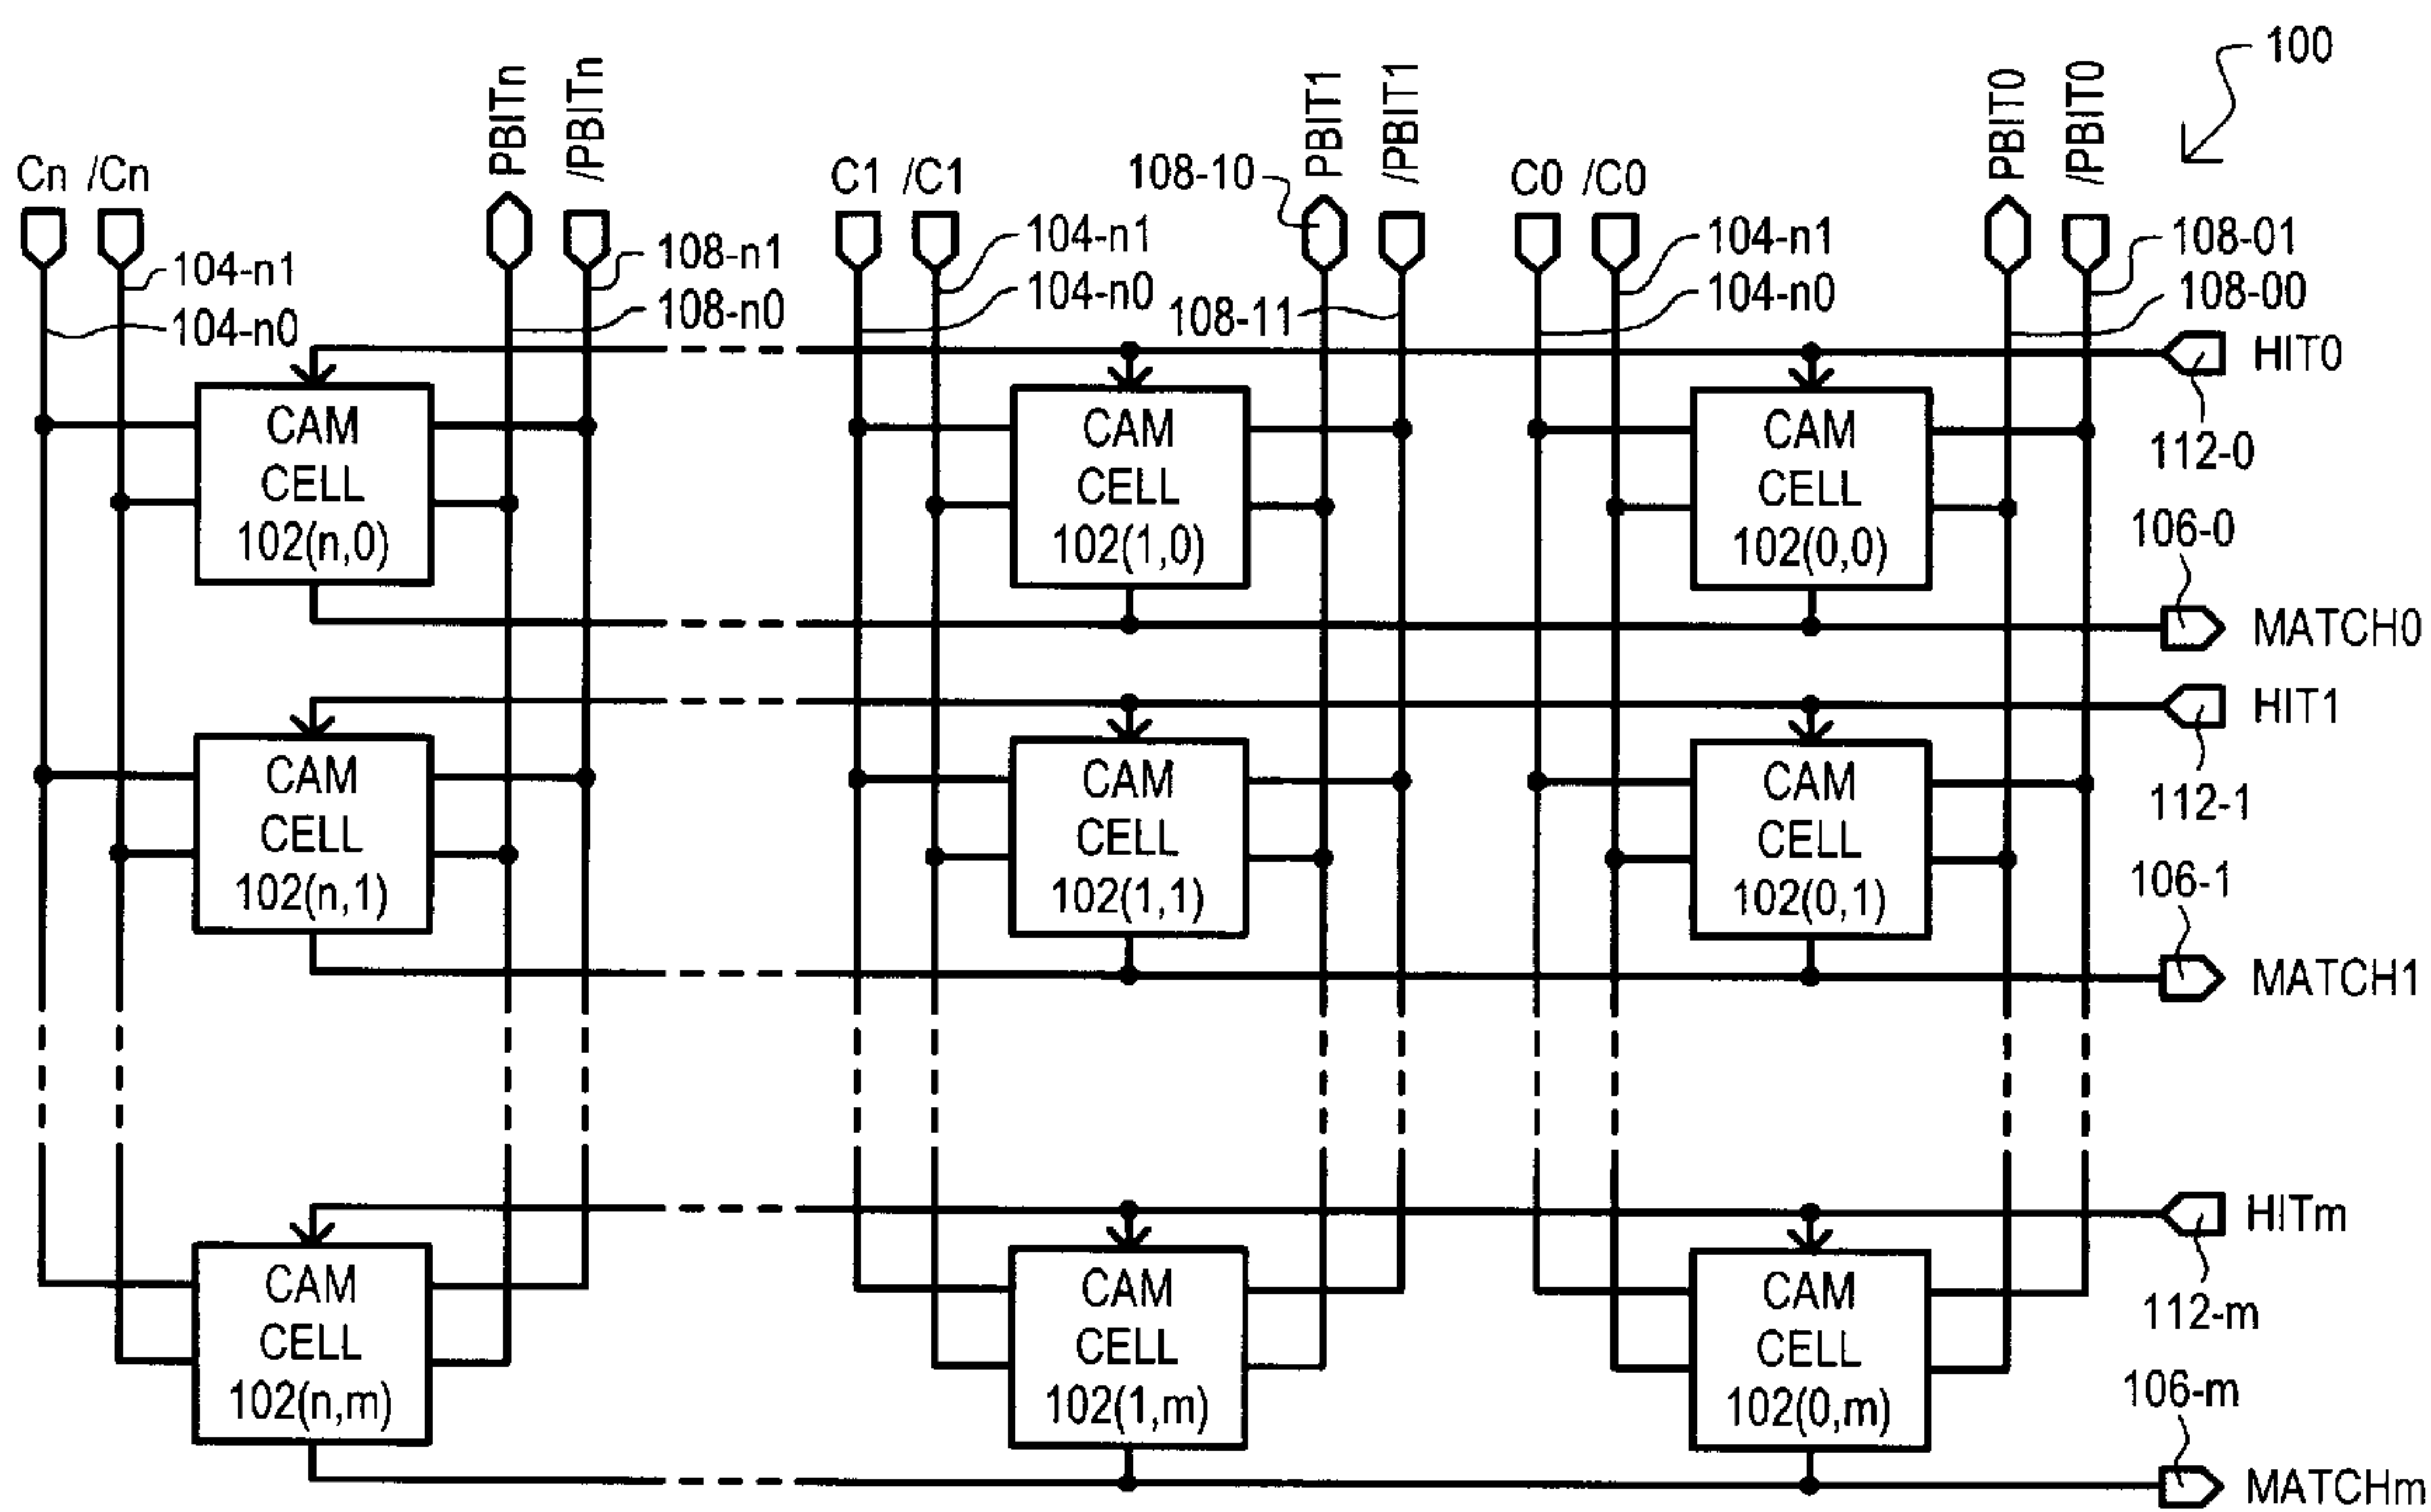 100
PBITn
/PBITn
PBIT1
/PBIT1
PBIT0
/PBIT0
Cn /Cn
C1 /C1
108-10
C0 /C0
104-n1
104-n0
108-n1
108-n0
104-n1
104-n0
108-11
104-n1
104-n0
108-01
108-00
HIT0
112-0
CAM
CELL
102(n,0)
CAM
CELL
102(1,0)
CAM
CELL
102(0,0)
106-0
MATCH0
HIT1
112-1
CAM
CELL
102(n,1)
CAM
CELL
102(1,1)
CAM
CELL
102(0,1)
106-1
MATCH1
HITm
112-m
CAM
CELL
102(n,m)
CAM
CELL
102(1,m)
CAM
CELL
102(0,m)
106-m
MATCHm